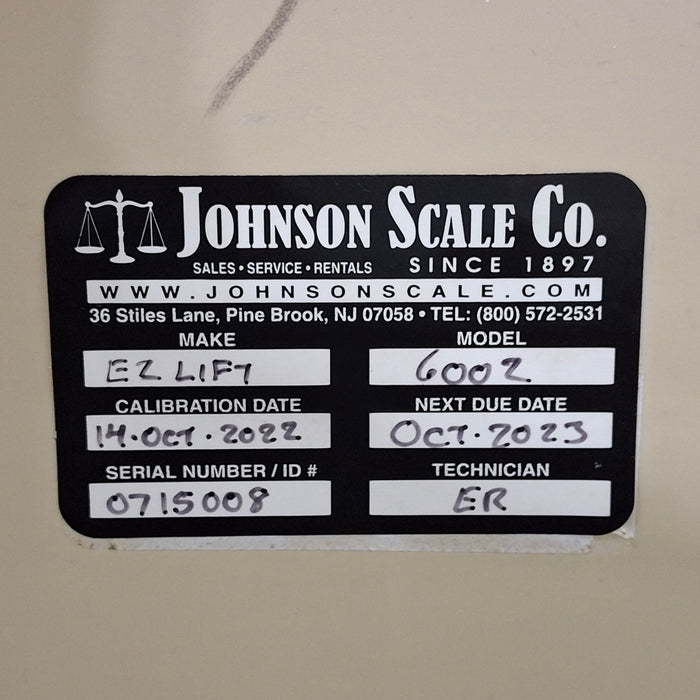 JOHNSON SCALE CO.
SALES • SERVICE • RENTALS SINCE 1897
WWW.JOHNSONSCALE.COM
36 Stiles Lane, Pine Brook, NJ 07058 • TEL: (800) 572-2531
MAKE MODEL
EZ LIFT 6002
CALIBRATION DATE NEXT DUE DATE
14·OCT·2022 OCT·2023
SERIAL NUMBER / ID # TECHNICIAN
0715008 ER